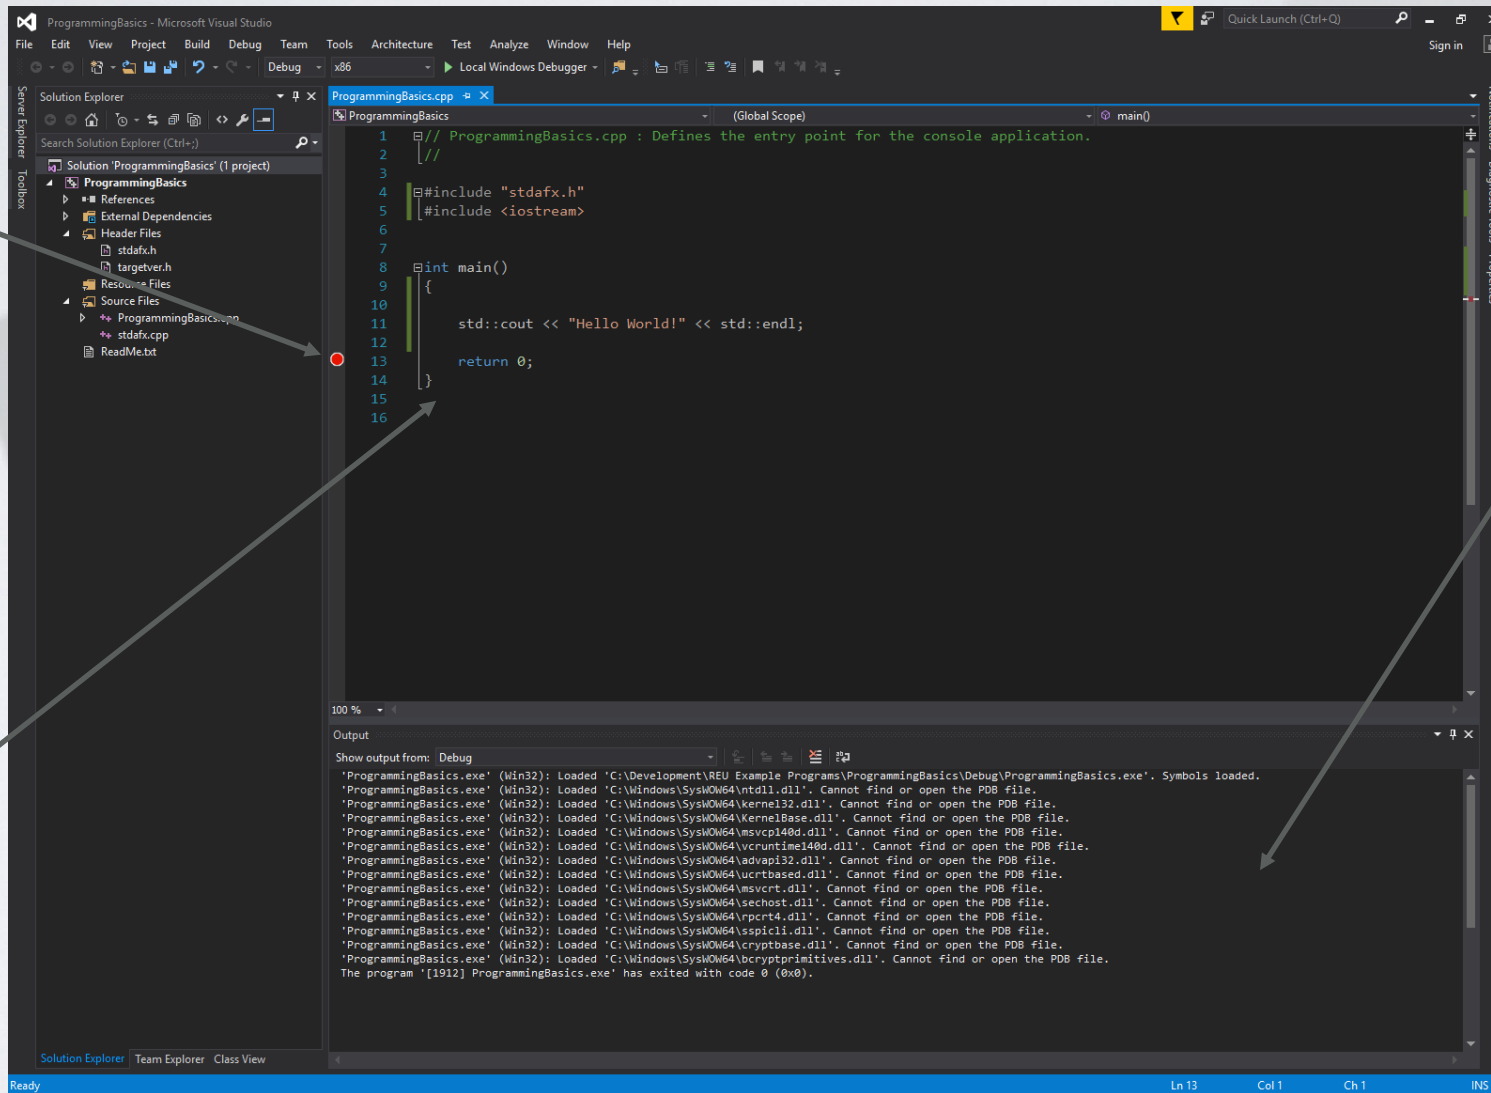 ProgrammingBasics - Microsoft Visual Studio
Quick Launch (Ctrl+Q)
File Edit View Project Build Debug Team Tools Architecture Test Analyze Window Help
Sign in
Debug x86 Local Windows Debugger
Server Explorer
Toolbox
Solution Explorer
Search Solution Explorer (Ctrl+;)
Solution 'ProgrammingBasics' (1 project)
ProgrammingBasics
References
External Dependencies
Header Files
stdafx.h
targetver.h
Resource Files
Source Files
ProgrammingBasics.cpp
stdafx.cpp
ReadMe.txt
Solution Explorer Team Explorer Class View
ProgrammingBasics.cpp
ProgrammingBasics (Global Scope) main()
1 // ProgrammingBasics.cpp : Defines the entry point for the console application.
2 //
3
4 #include "stdafx.h"
5 #include <iostream>
6
7
8 int main()
9 {
10
11 std::cout << "Hello World!" << std::endl;
12
13 return 0;
14 }
15
16
100 %
Output
Show output from: Debug
'ProgrammingBasics.exe' (Win32): Loaded 'C:\Development\REU Example Programs\ProgrammingBasics\Debug\ProgrammingBasics.exe'. Symbols loaded.
'ProgrammingBasics.exe' (Win32): Loaded 'C:\Windows\SysWOW64\ntdll.dll'. Cannot find or open the PDB file.
'ProgrammingBasics.exe' (Win32): Loaded 'C:\Windows\SysWOW64\kernel32.dll'. Cannot find or open the PDB file.
'ProgrammingBasics.exe' (Win32): Loaded 'C:\Windows\SysWOW64\KernelBase.dll'. Cannot find or open the PDB file.
'ProgrammingBasics.exe' (Win32): Loaded 'C:\Windows\SysWOW64\msvcp140d.dll'. Cannot find or open the PDB file.
'ProgrammingBasics.exe' (Win32): Loaded 'C:\Windows\SysWOW64\vcruntime140d.dll'. Cannot find or open the PDB file.
'ProgrammingBasics.exe' (Win32): Loaded 'C:\Windows\SysWOW64\advapi32.dll'. Cannot find or open the PDB file.
'ProgrammingBasics.exe' (Win32): Loaded 'C:\Windows\SysWOW64\ucrtbased.dll'. Cannot find or open the PDB file.
'ProgrammingBasics.exe' (Win32): Loaded 'C:\Windows\SysWOW64\msvcrt.dll'. Cannot find or open the PDB file.
'ProgrammingBasics.exe' (Win32): Loaded 'C:\Windows\SysWOW64\sechost.dll'. Cannot find or open the PDB file.
'ProgrammingBasics.exe' (Win32): Loaded 'C:\Windows\SysWOW64\rpcrt4.dll'. Cannot find or open the PDB file.
'ProgrammingBasics.exe' (Win32): Loaded 'C:\Windows\SysWOW64\sspicli.dll'. Cannot find or open the PDB file.
'ProgrammingBasics.exe' (Win32): Loaded 'C:\Windows\SysWOW64\cryptbase.dll'. Cannot find or open the PDB file.
'ProgrammingBasics.exe' (Win32): Loaded 'C:\Windows\SysWOW64\bcryptprimitives.dll'. Cannot find or open the PDB file.
The program '[1912] ProgrammingBasics.exe' has exited with code 0 (0x0).
Ready Ln 13 Col 1 Ch 1 INS